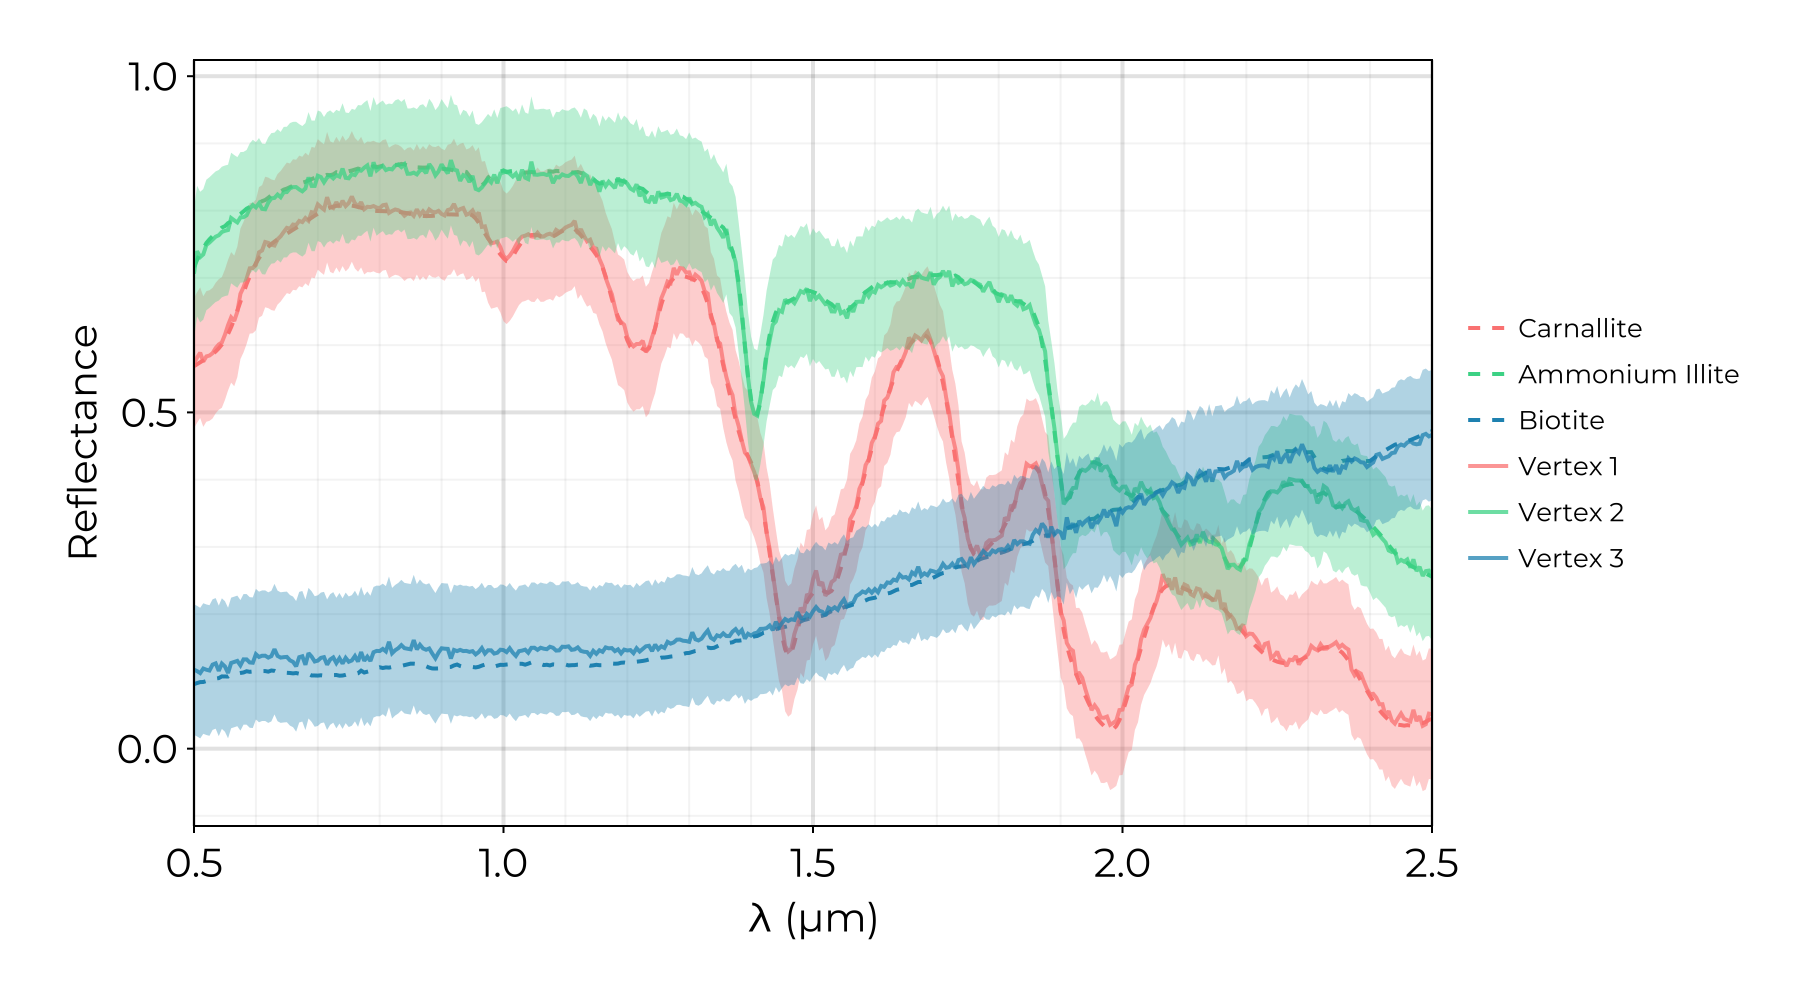 1.0
0.5
0.0
Reflectance
0.5 1.0 1.5 2.0 2.5
λ (μm)
Carnallite
Ammonium Illite
Biotite
Vertex 1
Vertex 2
Vertex 3